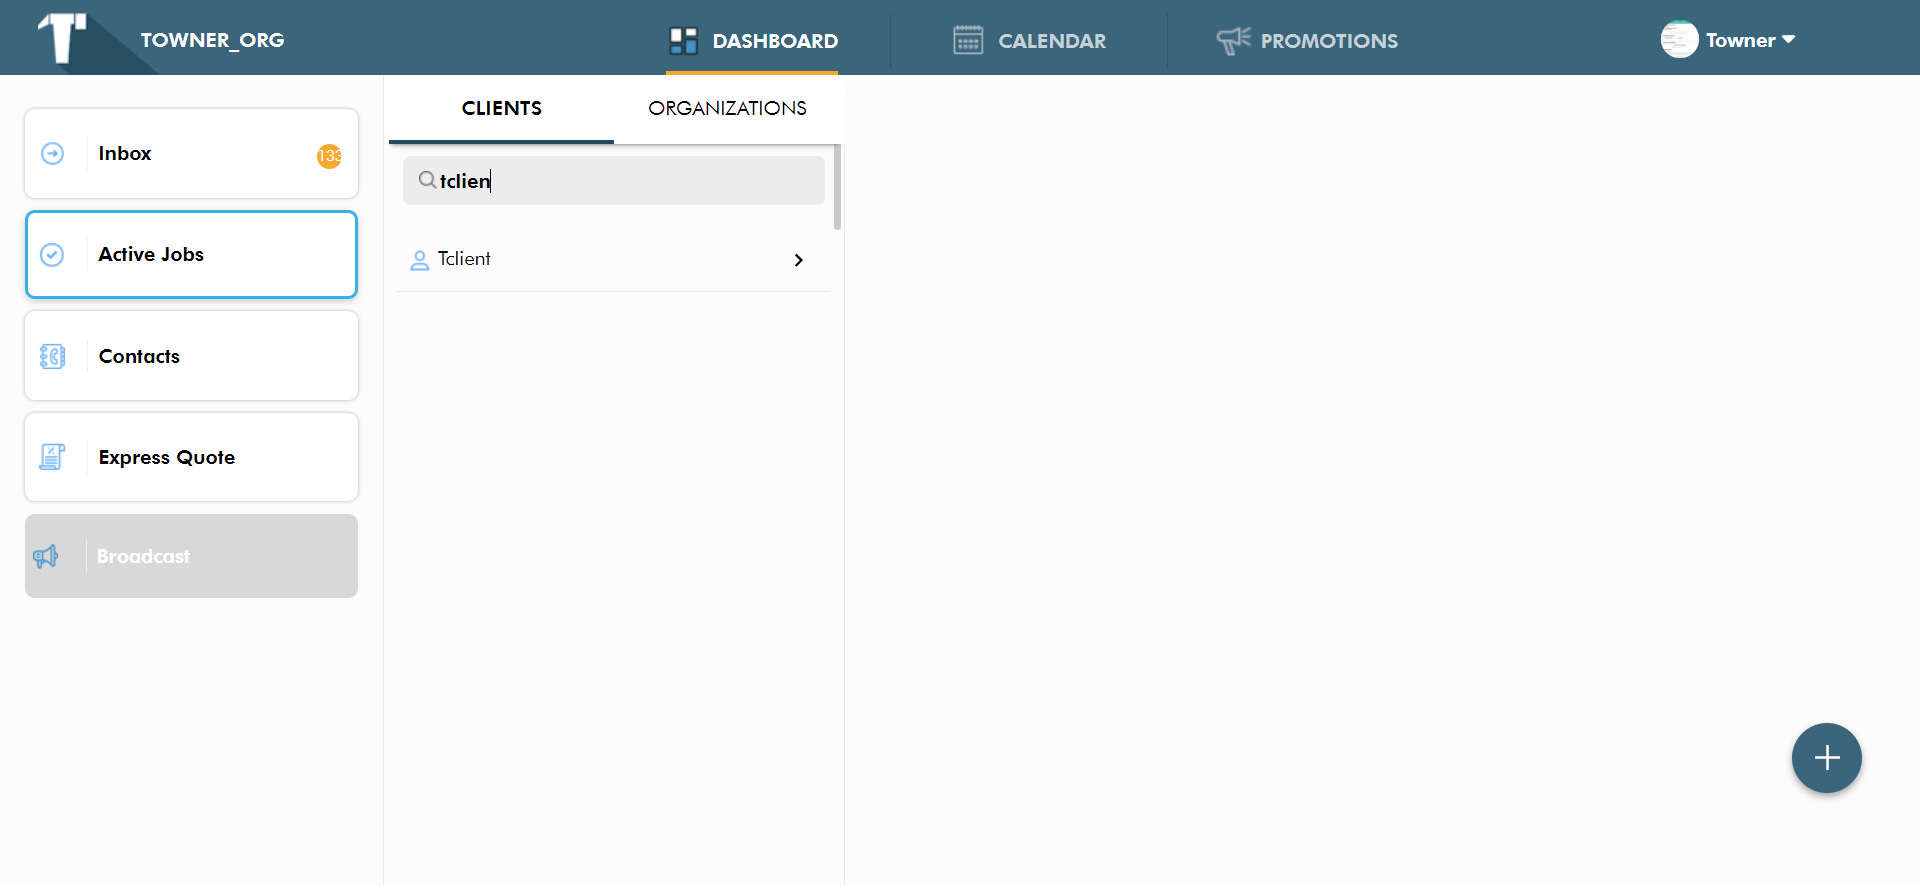 TOWNER_ORG
DASHBOARD
CALENDAR
PROMOTIONS
Towner
Inbox
133
Active Jobs
Contacts
Express Quote
Broadcast
CLIENTS
ORGANIZATIONS
tclien
Tclient